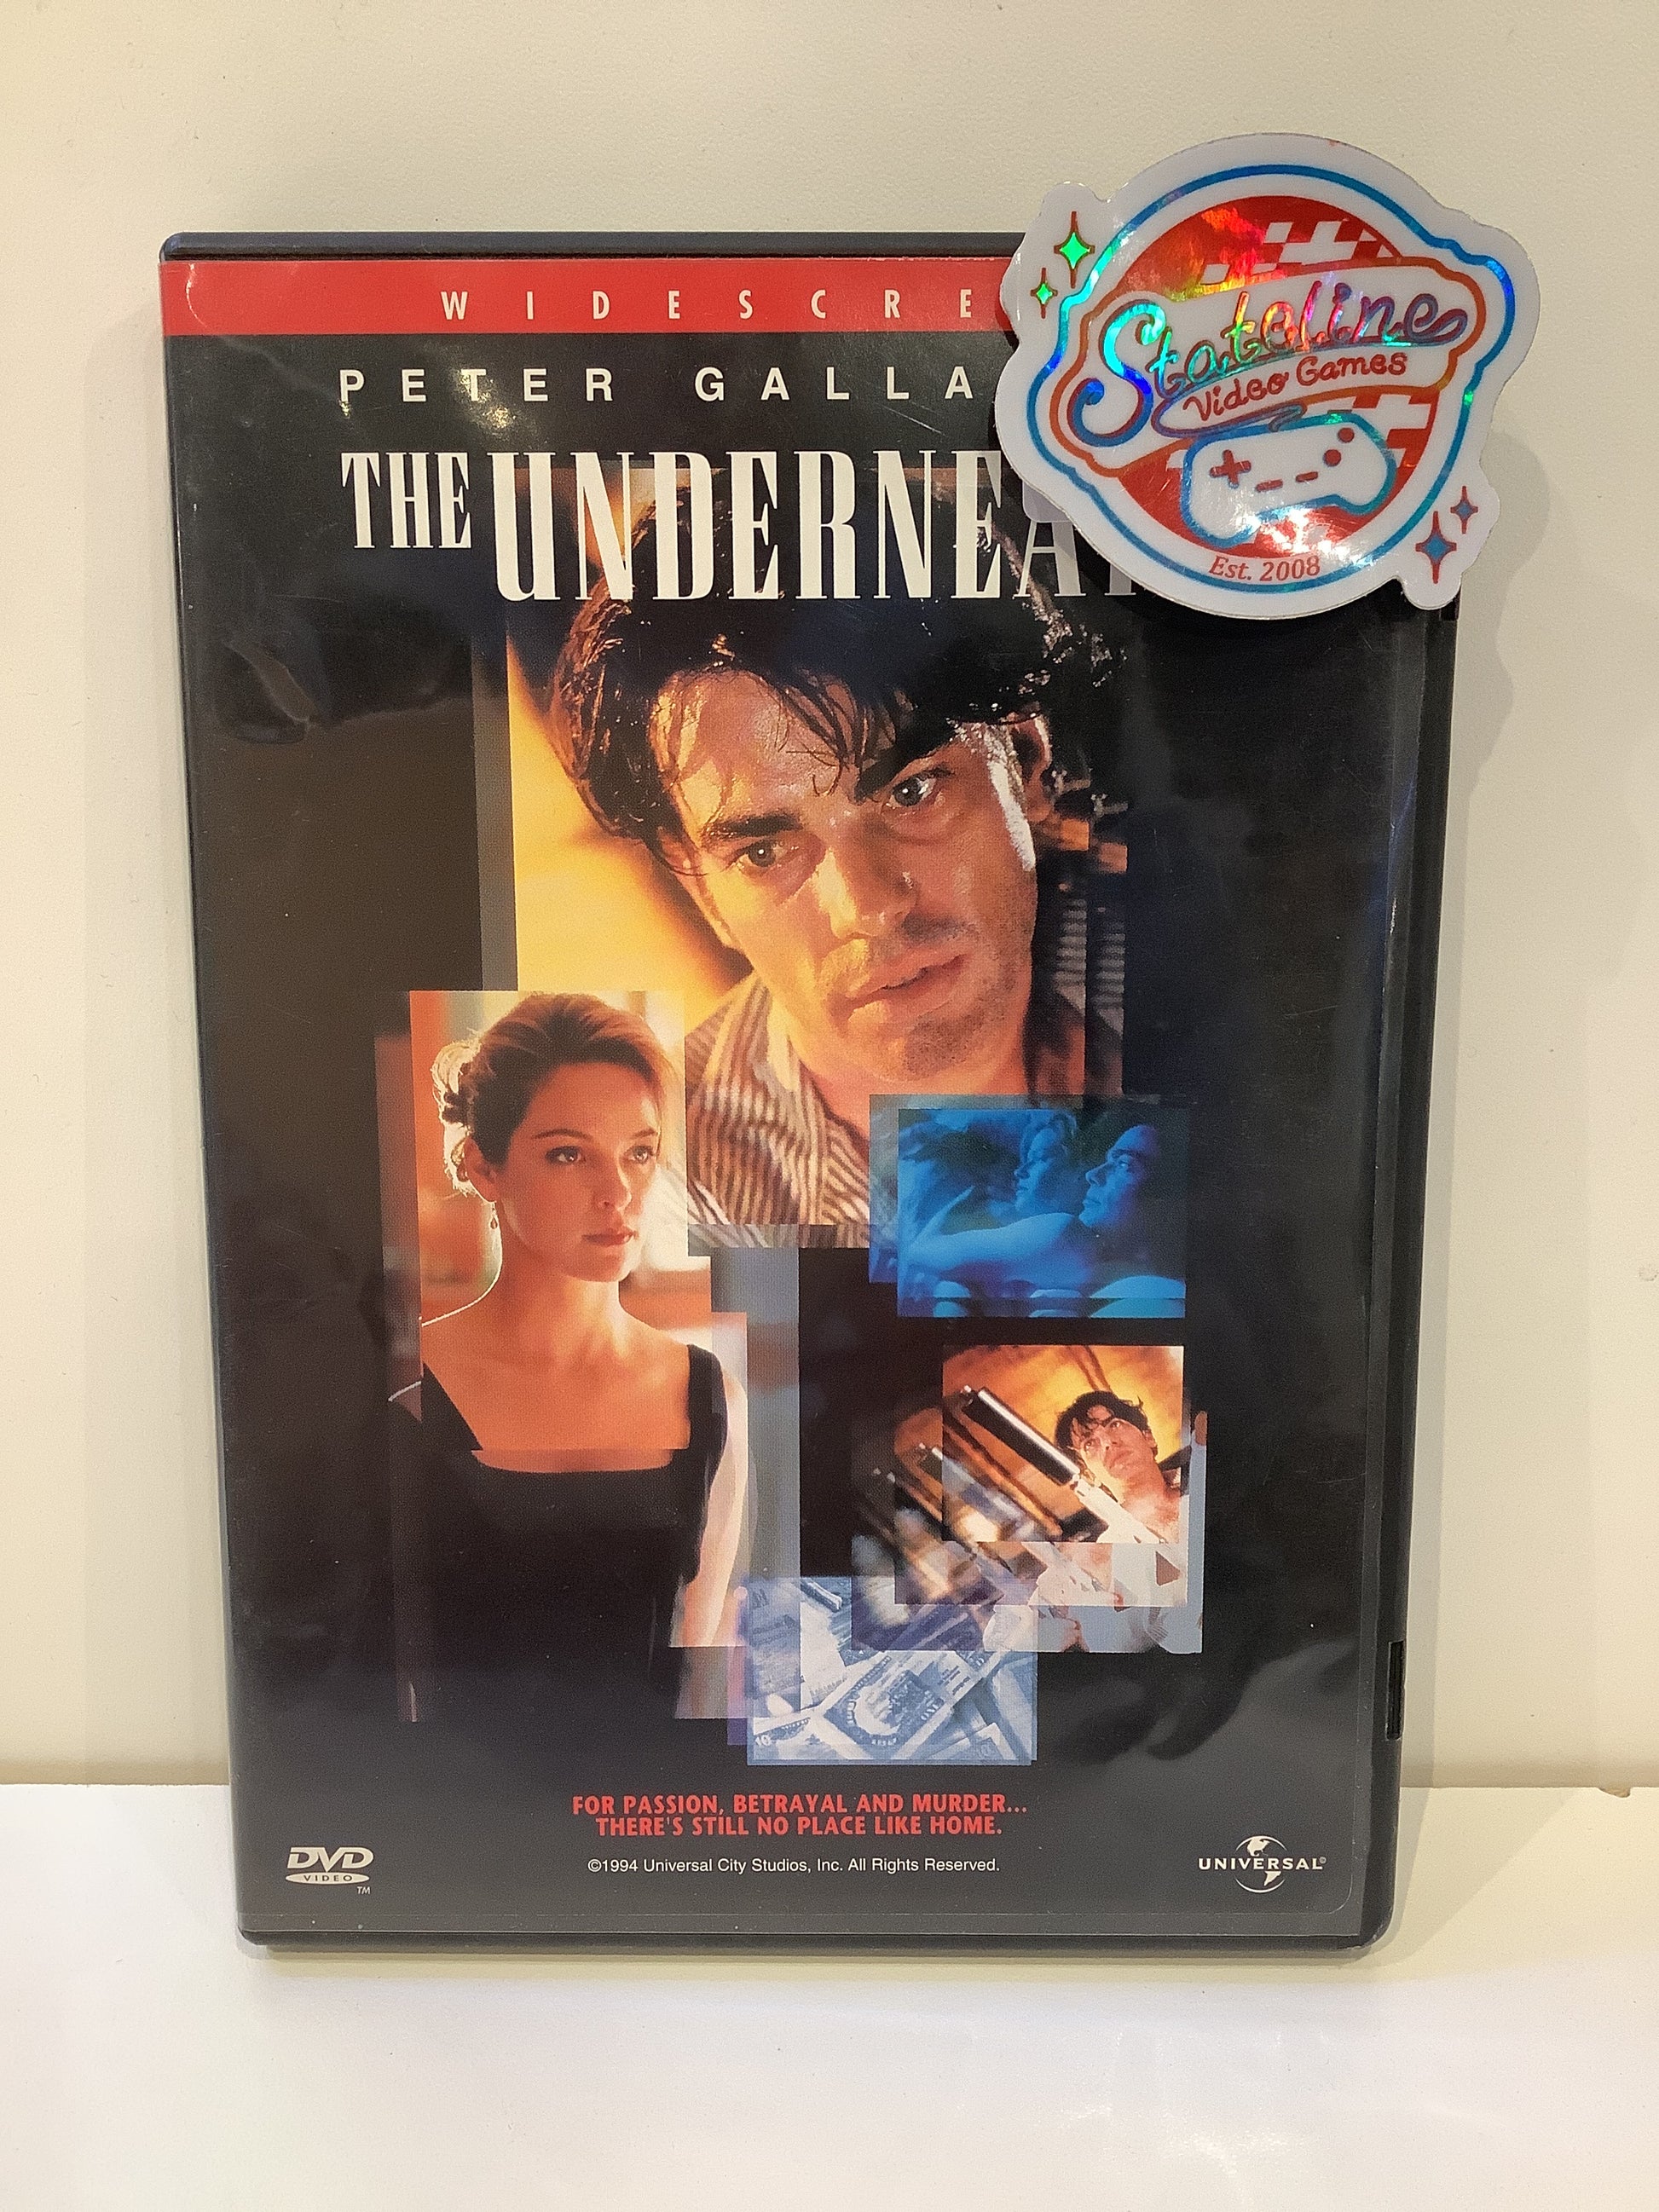 WIDESCRE
PETER GALLA
THE UNDERNEA
Stateline
Video Games
Est. 2008
FOR PASSION, BETRAYAL AND MURDER...
THERE'S STILL NO PLACE LIKE HOME.
DVD
VIDEO
TM
©1994 Universal City Studios, Inc. All Rights Reserved.
UNIVERSAL®